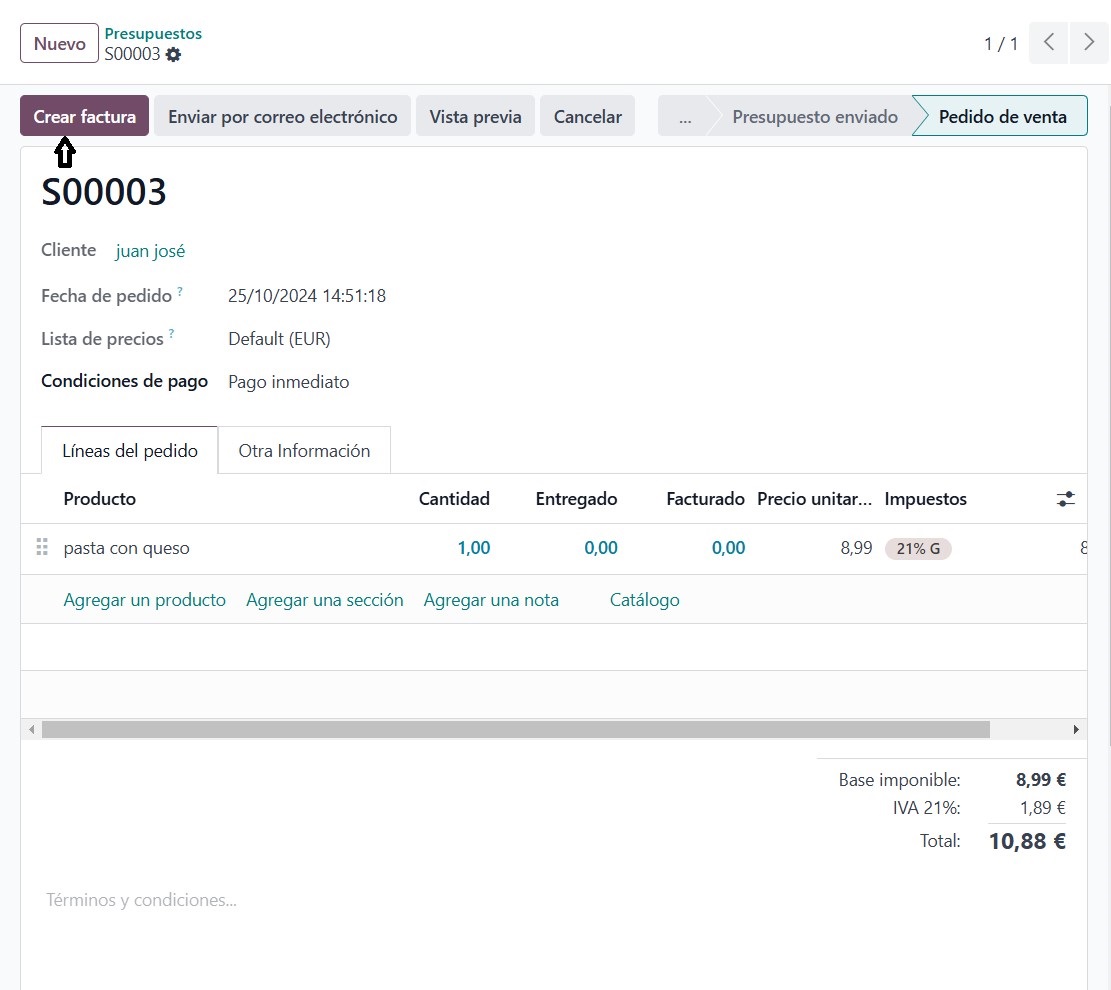 Nuevo
Presupuestos
S00003
1 / 1
Crear factura
Enviar por correo electrónico
Vista previa
Cancelar
...
Presupuesto enviado
Pedido de venta
S00003
Cliente juan josé
Fecha de pedido ? 25/10/2024 14:51:18
Lista de precios ? Default (EUR)
Condiciones de pago Pago inmediato
Líneas del pedido Otra Información
Producto Cantidad Entregado Facturado Precio unitar... Impuestos
pasta con queso 1,00 0,00 0,00 8,99 21% G 8
Agregar un producto Agregar una sección Agregar una nota Catálogo
Base imponible: 8,99 €
IVA 21%: 1,89 €
Total: 10,88 €
Términos y condiciones...